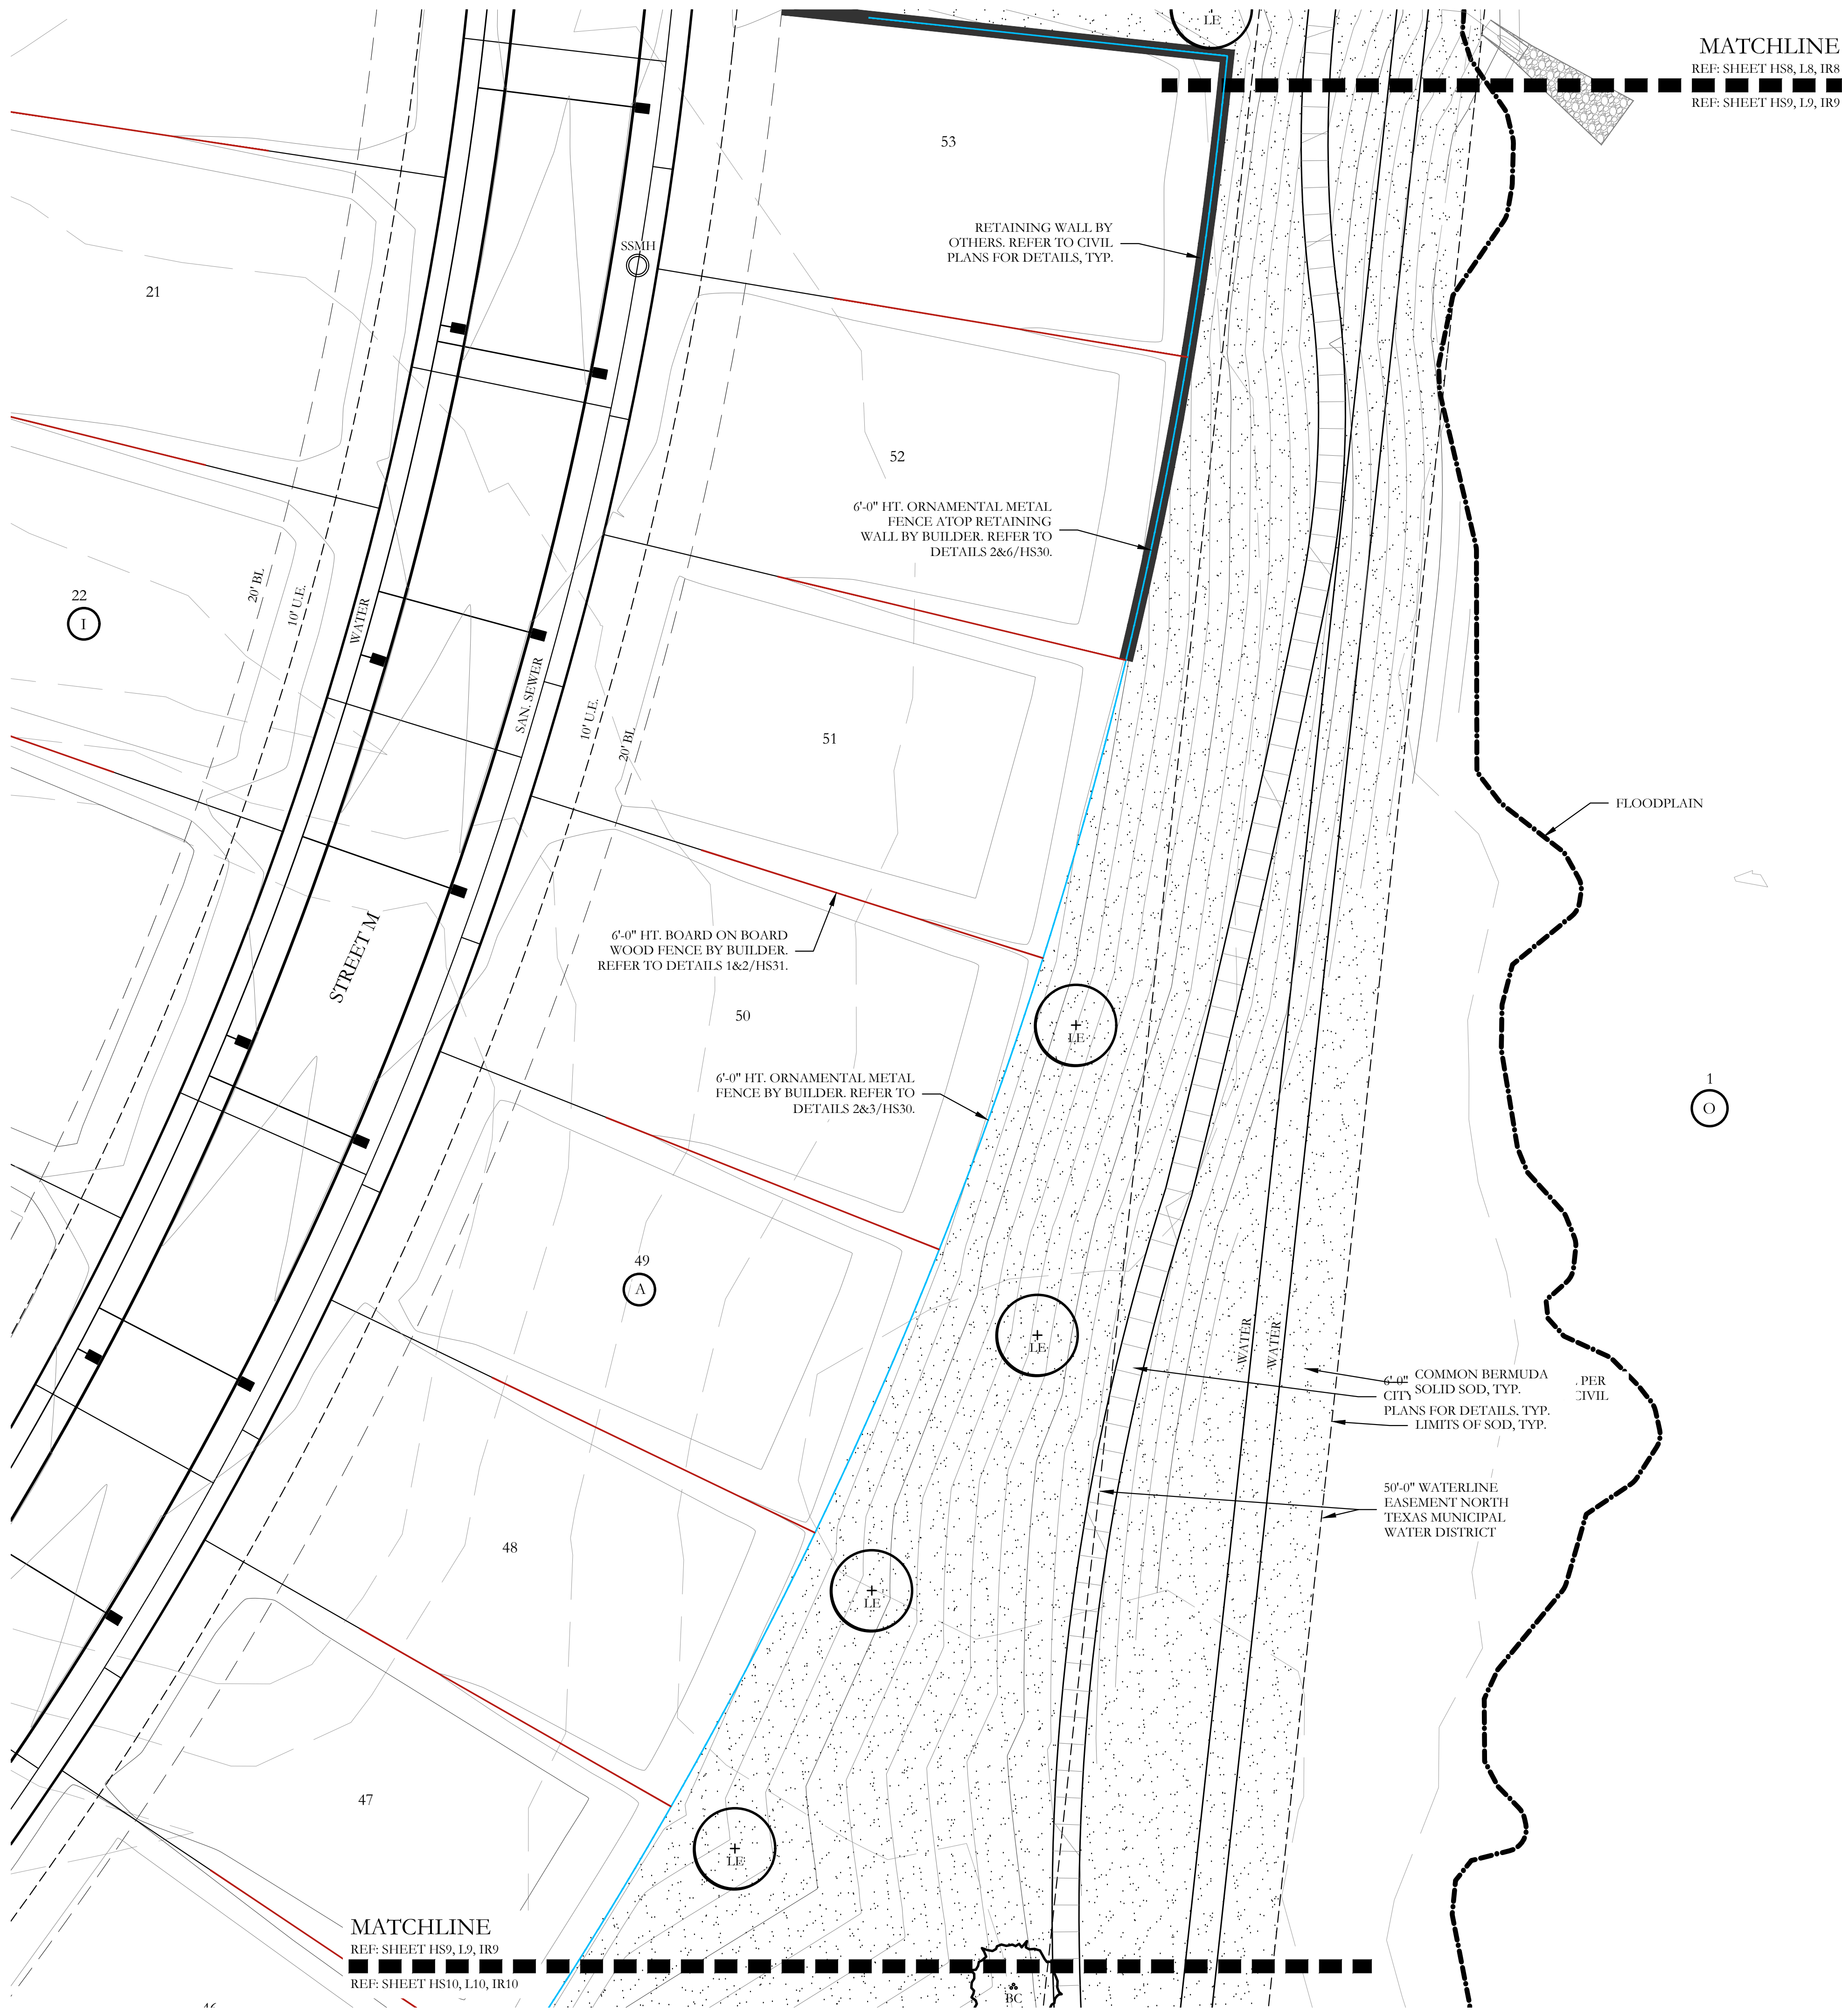 LE
MATCHLINE
REF: SHEET HS8, L8, IR8
REF: SHEET HS9, L9, IR9
53
RETAINING WALL BY
OTHERS. REFER TO CIVIL
PLANS FOR DETAILS, TYP.
SSMH
21
52
6'-0" HT. ORNAMENTAL METAL
FENCE ATOP RETAINING
WALL BY BUILDER. REFER TO
DETAILS 2&6/HS30.
22
I
20' BL
10' U.E.
WATER
SAN. SEWER
10' U.E.
20' BL
51
FLOODPLAIN
STREET M
6'-0" HT. BOARD ON BOARD
WOOD FENCE BY BUILDER.
REFER TO DETAILS 1&2/HS31.
50
LE
6'-0" HT. ORNAMENTAL METAL
FENCE BY BUILDER. REFER TO
DETAILS 2&3/HS30.
1
O
49
A
LE
WATER
WATER
COMMON BERMUDA
SOLID SOD, TYP.
6'-0" PER
CITY CIVIL
PLANS FOR DETAILS. TYP.
LIMITS OF SOD, TYP.
50'-0" WATERLINE
EASEMENT NORTH
TEXAS MUNICIPAL
WATER DISTRICT
48
LE
47
LE
MATCHLINE
REF: SHEET HS9, L9, IR9
REF: SHEET HS10, L10, IR10
BC